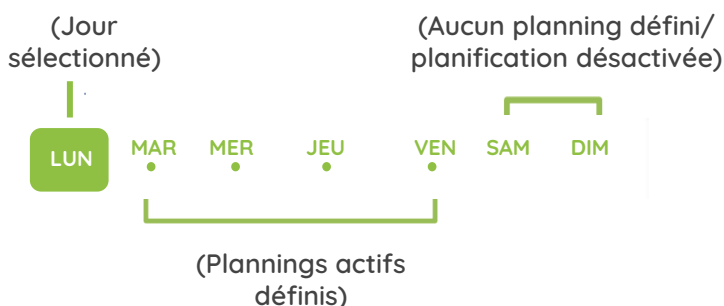 (Jour
sélectionné)
(Aucun planning défini/
planification désactivée)
LUN MAR MER JEU VEN SAM DIM
(Plannings actifs
définis)